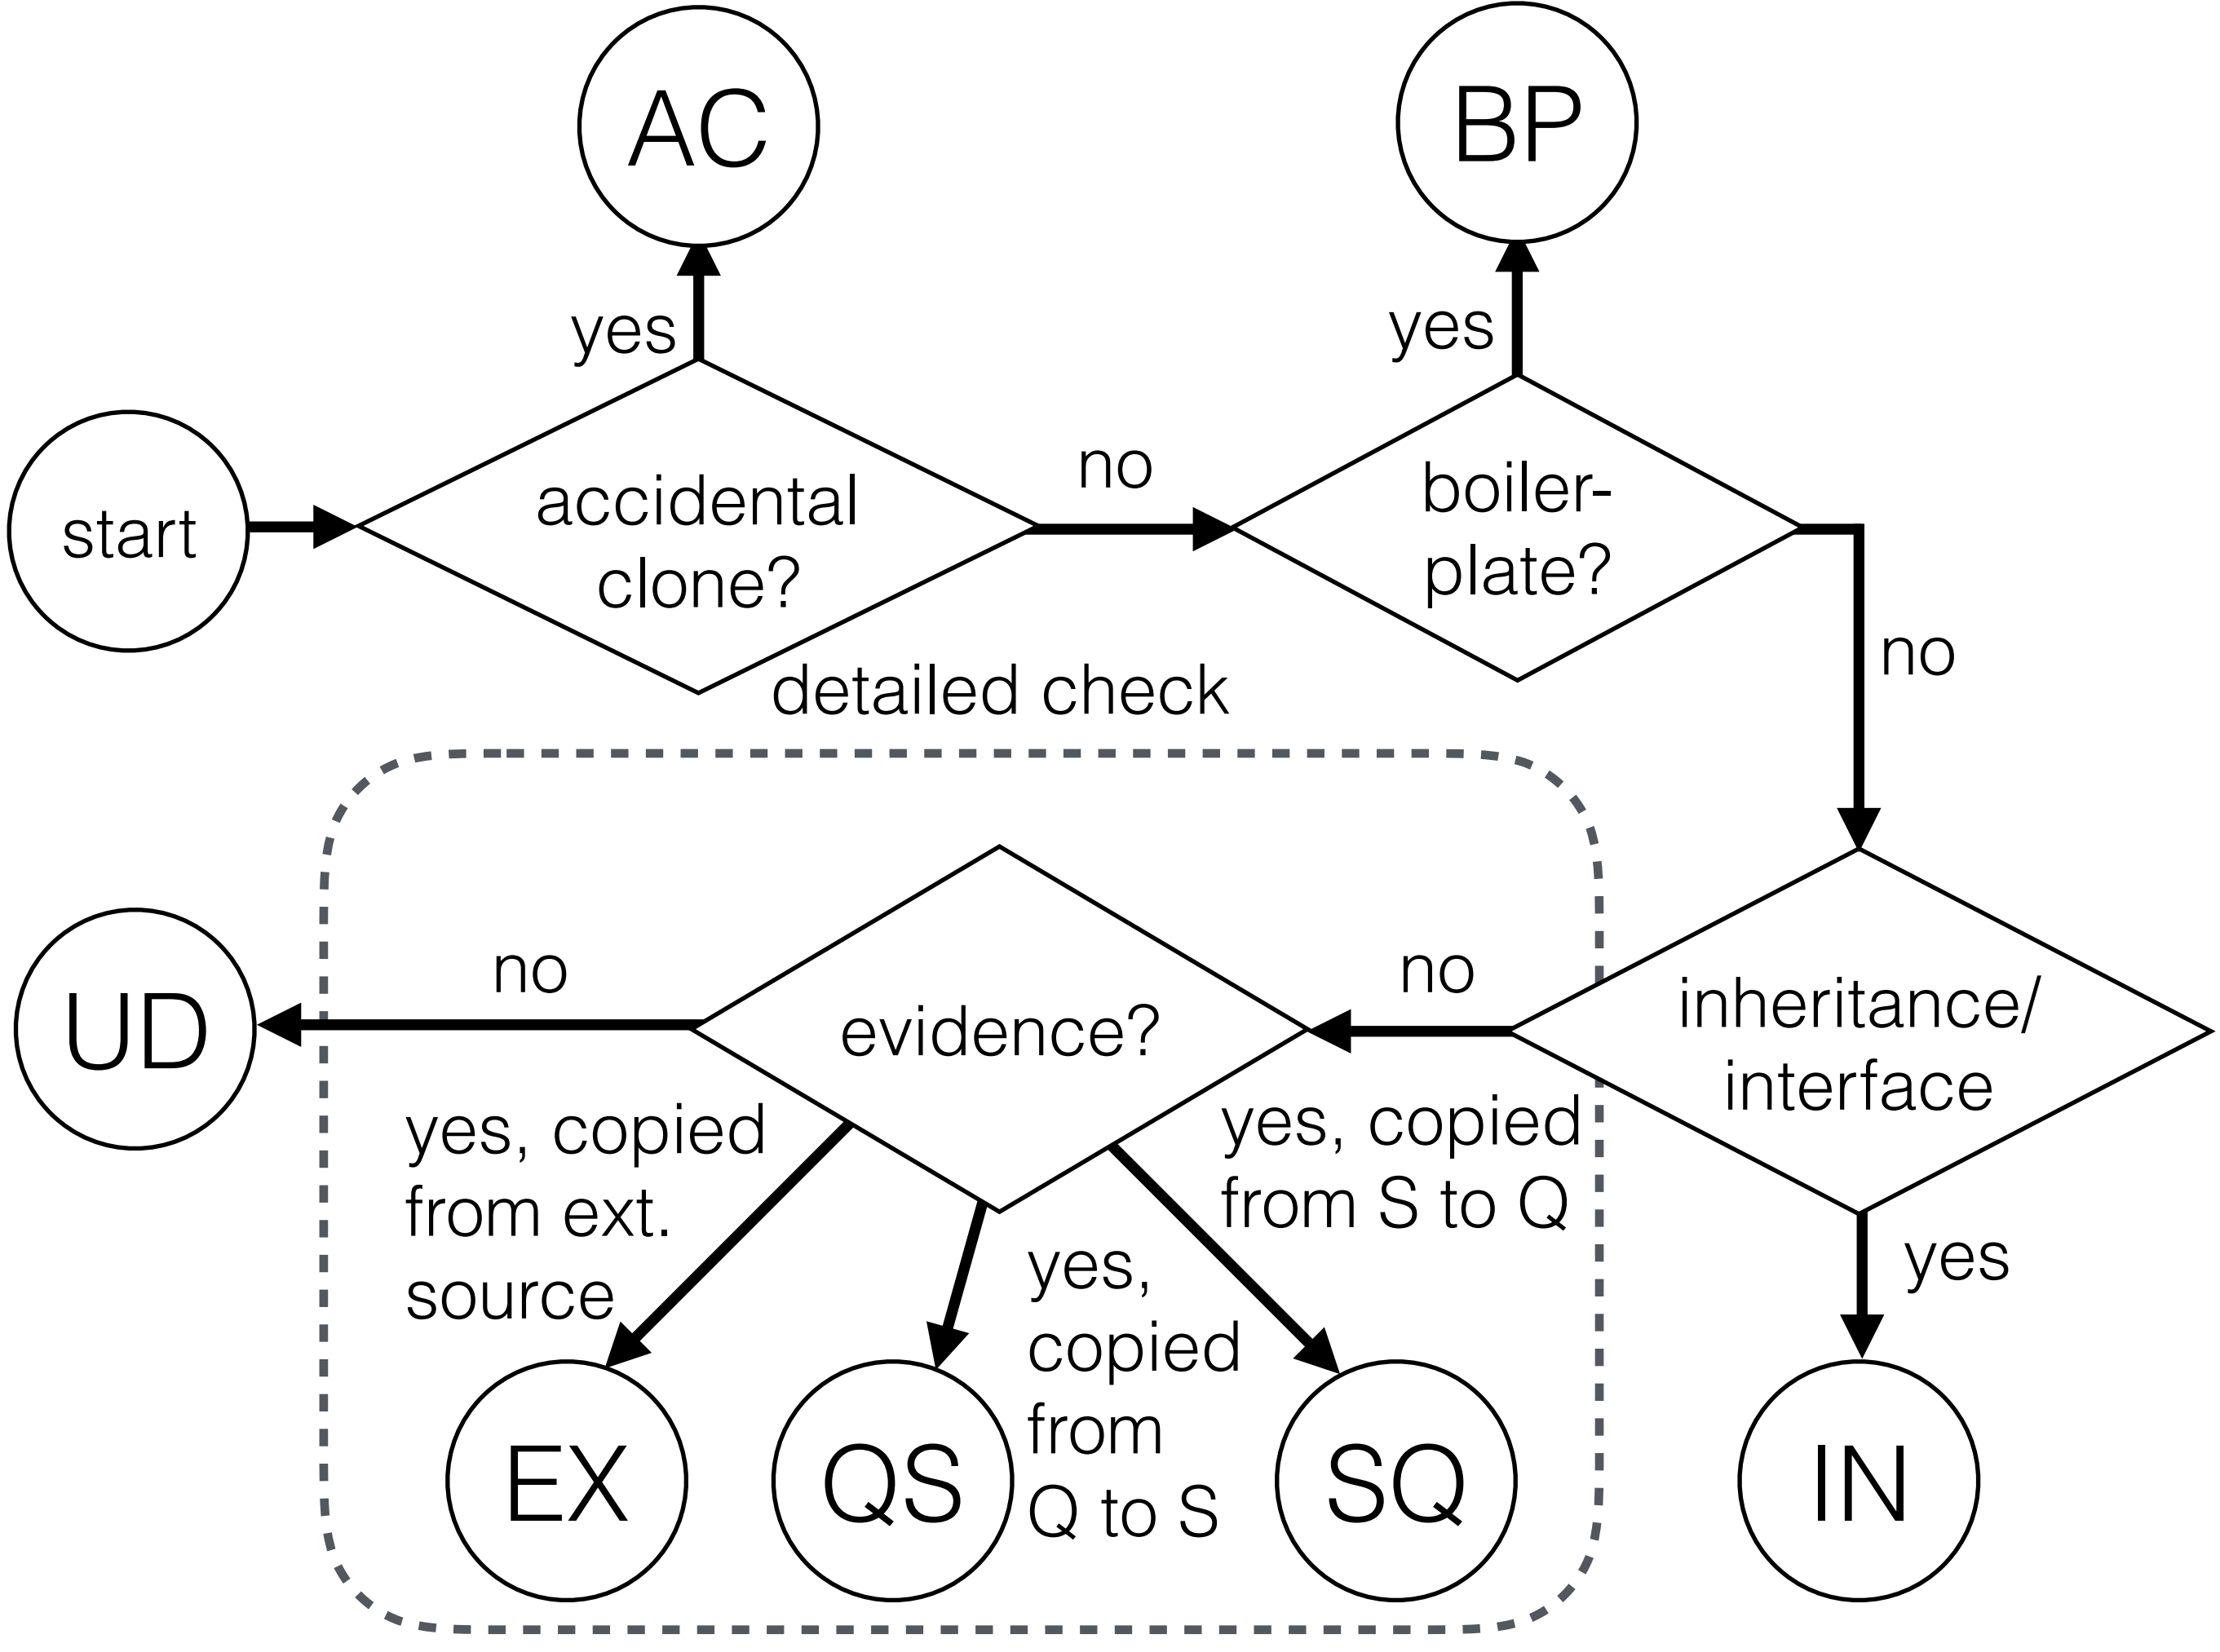 AC
BP
yes
yes
start
accidental
clone?
no
boiler-
plate?
no
detailed check
UD
no
evidence?
no
inheritance/
interface
yes, copied
from ext.
source
yes,
copied
from
Q to S
yes, copied
from S to Q
yes
EX
QS
SQ
IN